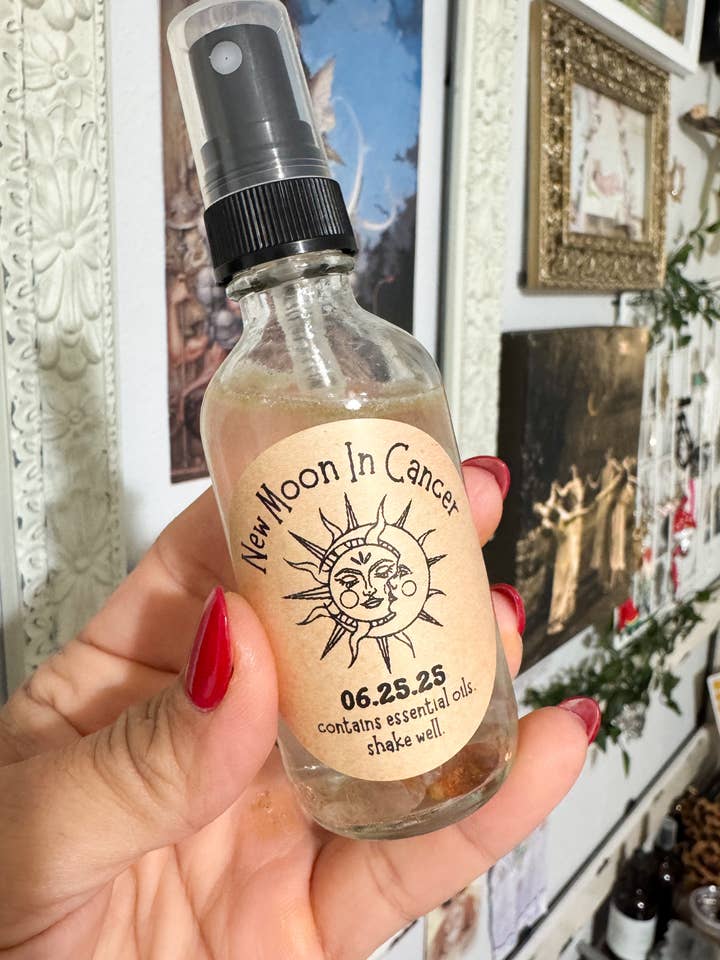 New Moon In Cancer
06.25.25
contains essential oils.
shake well.